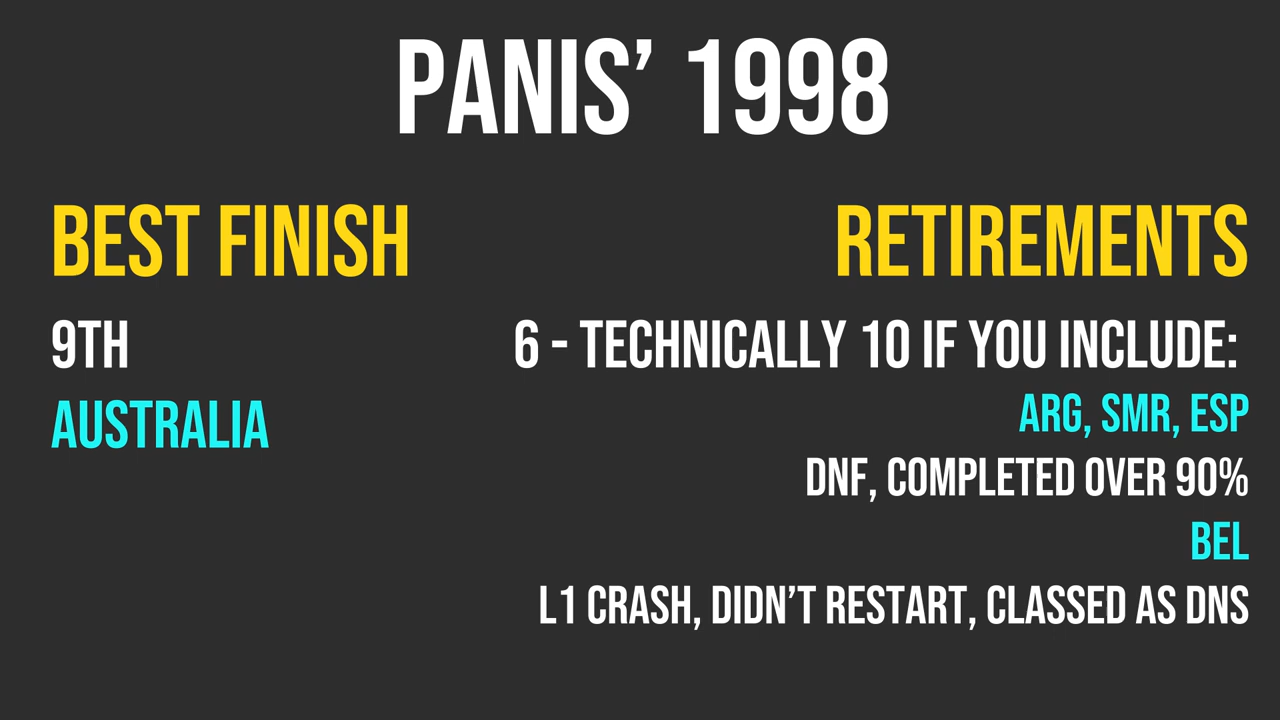 PANIS' 1998
BEST FINISH
9TH
AUSTRALIA
RETIREMENTS
6 - TECHNICALLY 10 IF YOU INCLUDE:
ARG, SMR, ESP
DNF, COMPLETED OVER 90%
BEL
L1 CRASH, DIDN'T RESTART, CLASSED AS DNS